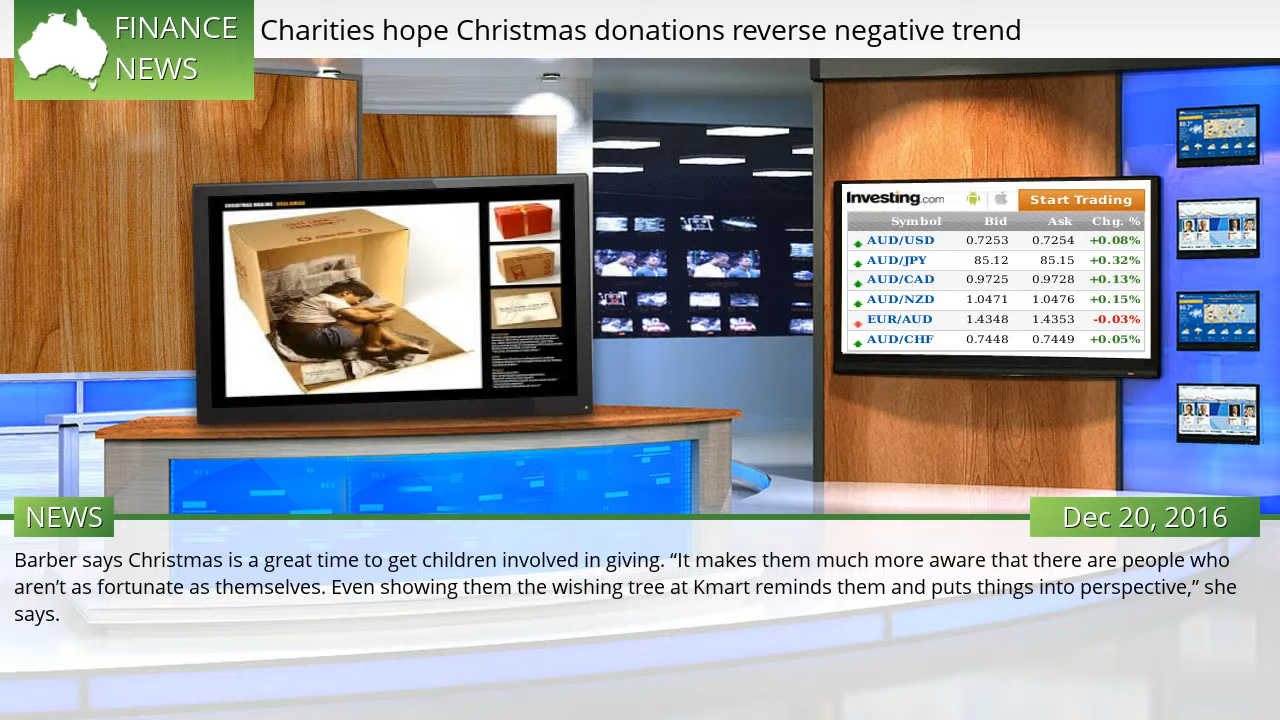 FINANCE
NEWS
Charities hope Christmas donations reverse negative trend
Investing.com
Start Trading
Symbol Bid Ask Chg. %
AUD/USD 0.7253 0.7254 +0.08%
AUD/JPY 85.12 85.15 +0.32%
AUD/CAD 0.9725 0.9728 +0.13%
AUD/NZD 1.0471 1.0476 +0.15%
EUR/AUD 1.4348 1.4353 -0.03%
AUD/CHF 0.7448 0.7449 +0.05%
NEWS
Dec 20, 2016
Barber says Christmas is a great time to get children involved in giving. “It makes them much more aware that there are people who
aren’t as fortunate as themselves. Even showing them the wishing tree at Kmart reminds them and puts things into perspective,” she
says.